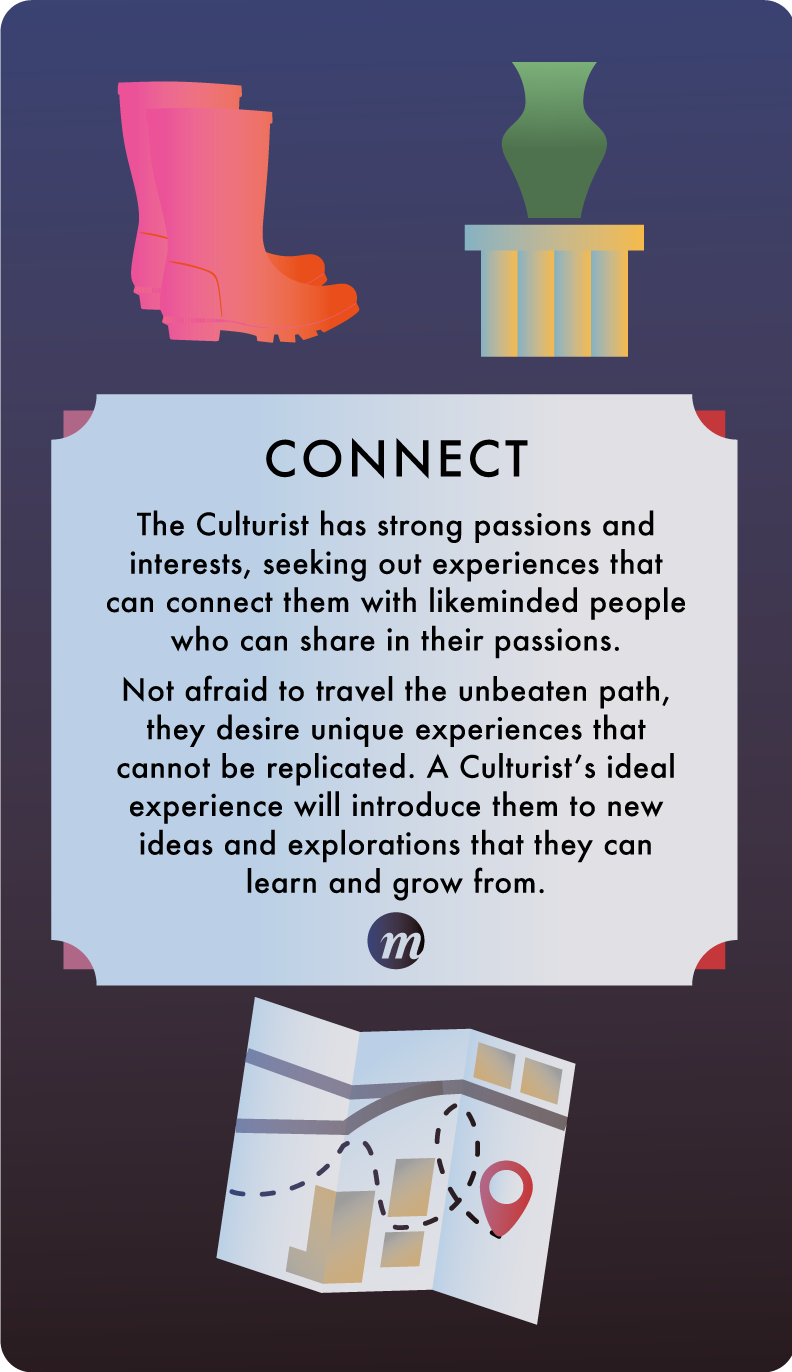 CONNECT
The Culturist has strong passions and
interests, seeking out experiences that
can connect them with likeminded people
who can share in their passions.
Not afraid to travel the unbeaten path,
they desire unique experiences that
cannot be replicated. A Culturist’s ideal
experience will introduce them to new
ideas and explorations that they can
learn and grow from.
m